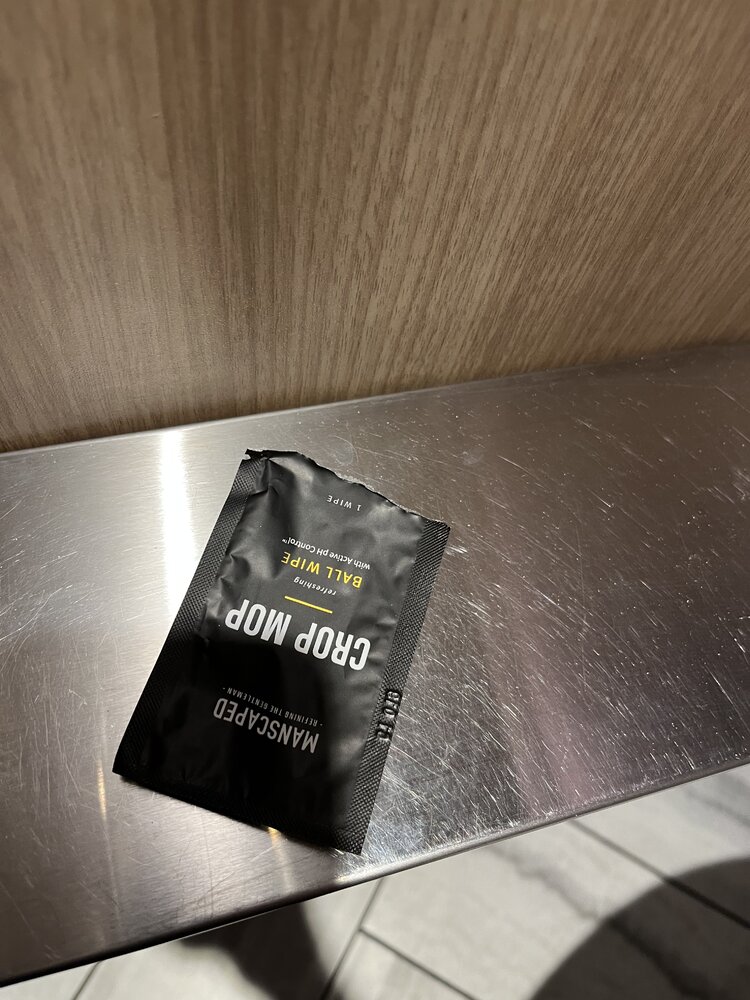 MANSCAPED
- REFINING THE GENTLEMAN -
CROP MOP
refreshing
BALL WIPE
with Active pH Control™
1 WIPE